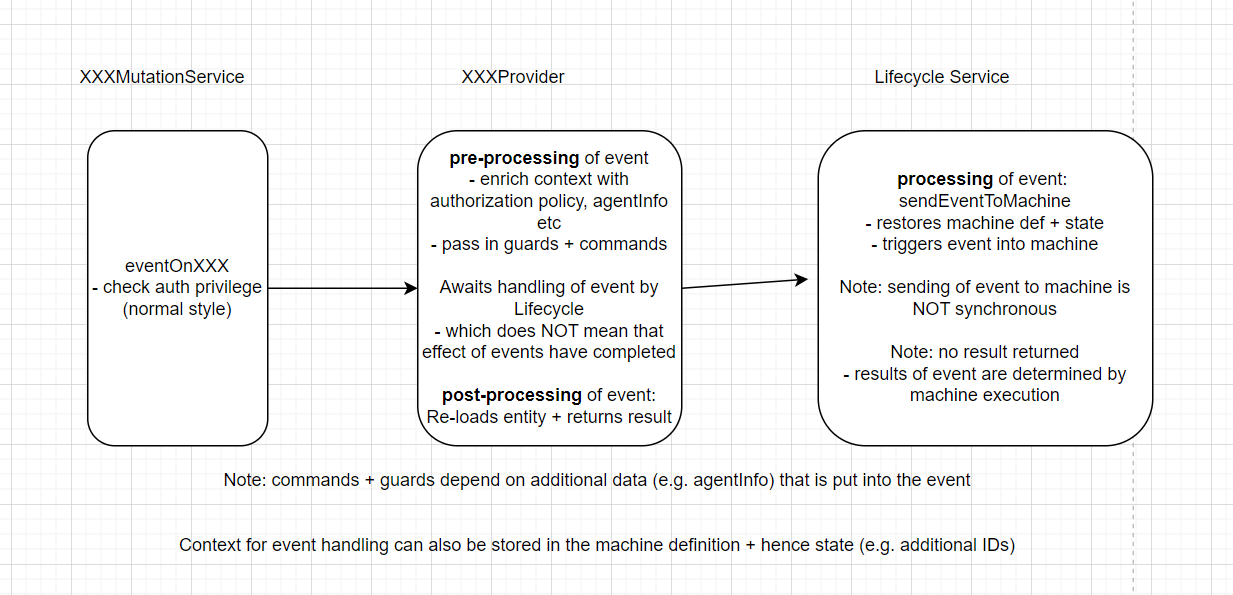 XXXMutationService
XXXProvider
Lifecycle Service
eventOnXXX
- check auth privilege
(normal style)
pre-processing of event
- enrich context with
authorization policy, agentInfo
etc
- pass in guards + commands
Awaits handling of event by
Lifecycle
- which does NOT mean that
effect of events have completed
post-processing of event:
Re-loads entity + returns result
processing of event:
sendEventToMachine
- restores machine def + state
- triggers event into machine
Note: sending of event to machine is
NOT synchronous
Note: no result returned
- results of event are determined by
machine execution
Note: commands + guards depend on additional data (e.g. agentInfo) that is put into the event
Context for event handling can also be stored in the machine definition + hence state (e.g. additional IDs)